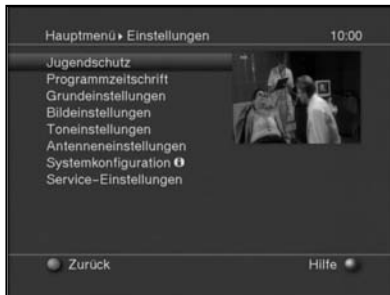 Hauptmenü▸Einstellungen 10:00
Jugendschutz
Programmzeitschrift
Grundeinstellungen
Bildeinstellungen
Toneinstellungen
Antenneneinstellungen
Systemkonfiguration ℹ
Service-Einstellungen
Zurück Hilfe